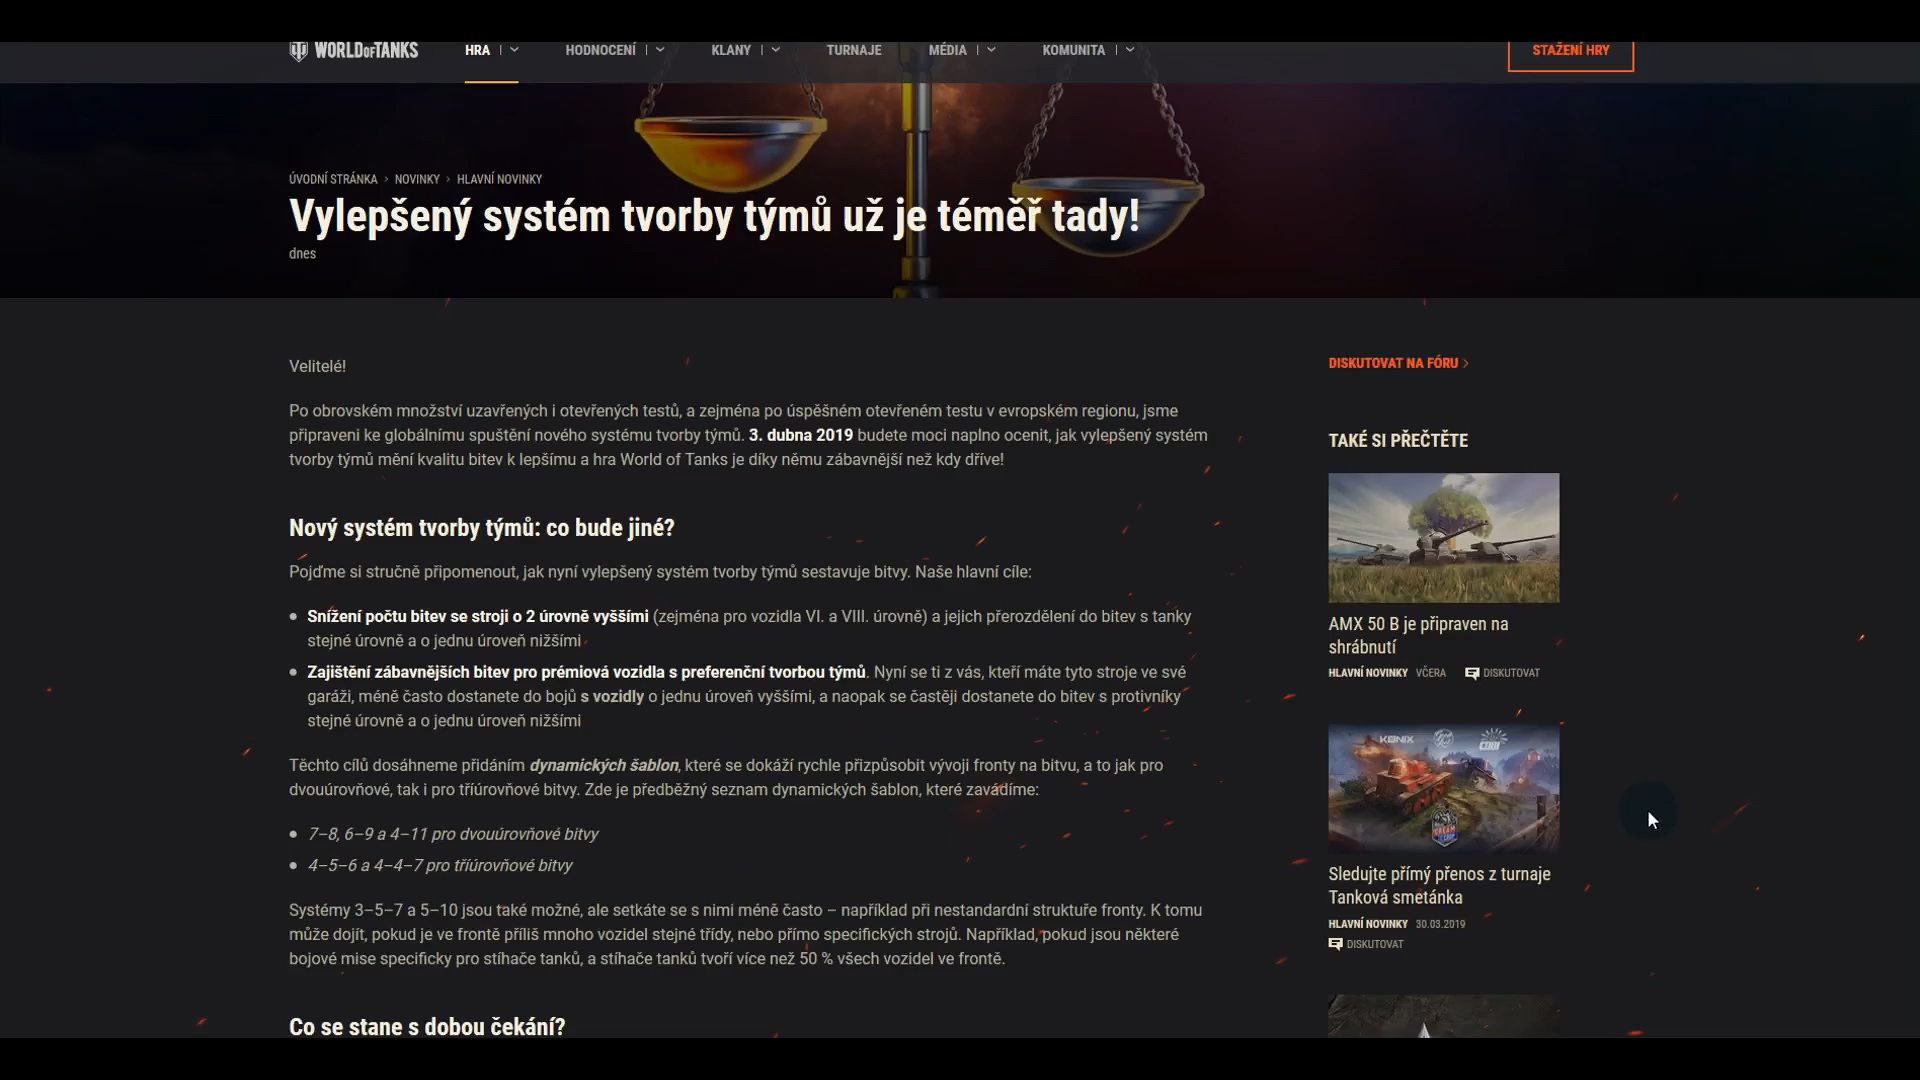 WORLD OF TANKS
HRA
HODNOCENÍ
KLANY
TURNAJE
MÉDIA
KOMUNITA
STAŽENÍ HRY
ÚVODNÍ STRÁNKA > NOVINKY > HLAVNÍ NOVINKY
Vylepšený systém tvorby týmů už je téměř tady!
dnes
Velitelé!
Po obrovském množství uzavřených i otevřených testů, a zejména po úspěšném otevřeném testu v evropském regionu, jsme
připraveni ke globálnímu spuštění nového systému tvorby týmů. 3. dubna 2019 budete moci naplno ocenit, jak vylepšený systém
tvorby týmů mění kvalitu bitev k lepšímu a hra World of Tanks je díky němu zábavnější než kdy dříve!
Nový systém tvorby týmů: co bude jiné?
Pojďme si stručně připomenout, jak nyní vylepšený systém tvorby týmů sestavuje bitvy. Naše hlavní cíle:
● Snížení počtu bitev se stroji o 2 úrovně vyššími (zejména pro vozidla VI. a VIII. úrovně) a jejich přerozdělení do bitev s tanky
stejné úrovně a o jednu úroveň nižšími
● Zajištění zábavnějších bitev pro prémiová vozidla s preferenční tvorbou týmů. Nyní se ti z vás, kteří máte tyto stroje ve své
garáži, méně často dostanete do bojů s vozidly o jednu úroveň vyššími, a naopak se častěji dostanete do bitev s protivníky
stejné úrovně a o jednu úroveň nižšími
Těchto cílů dosáhneme přidáním dynamických šablon, které se dokáží rychle přizpůsobit vývoji fronty na bitvu, a to jak pro
dvouúrovňové, tak i pro tříúrovňové bitvy. Zde je předběžný seznam dynamických šablon, které zavádíme:
● 7–8, 6–9 a 4–11 pro dvouúrovňové bitvy
● 4–5–6 a 4–4–7 pro tříúrovňové bitvy
Systémy 3–5–7 a 5–10 jsou také možné, ale setkáte se s nimi méně často – například při nestandardní struktuře fronty. K tomu
může dojít, pokud je ve frontě příliš mnoho vozidel stejné třídy, nebo přímo specifických strojů. Například, pokud jsou některé
bojové mise specificky pro stíhače tanků, a stíhače tanků tvoří více než 50 % všech vozidel ve frontě.
Co se stane s dobou čekání?
DISKUTOVAT NA FÓRU >
TAKÉ SI PŘEČTĚTE
AMX 50 B je připraven na
shrábnutí
HLAVNÍ NOVINKY VČERA DISKUTOVAT
KONIX
COBI
Sledujte přímý přenos z turnaje
Tanková smetánka
HLAVNÍ NOVINKY 30.03.2019
DISKUTOVAT